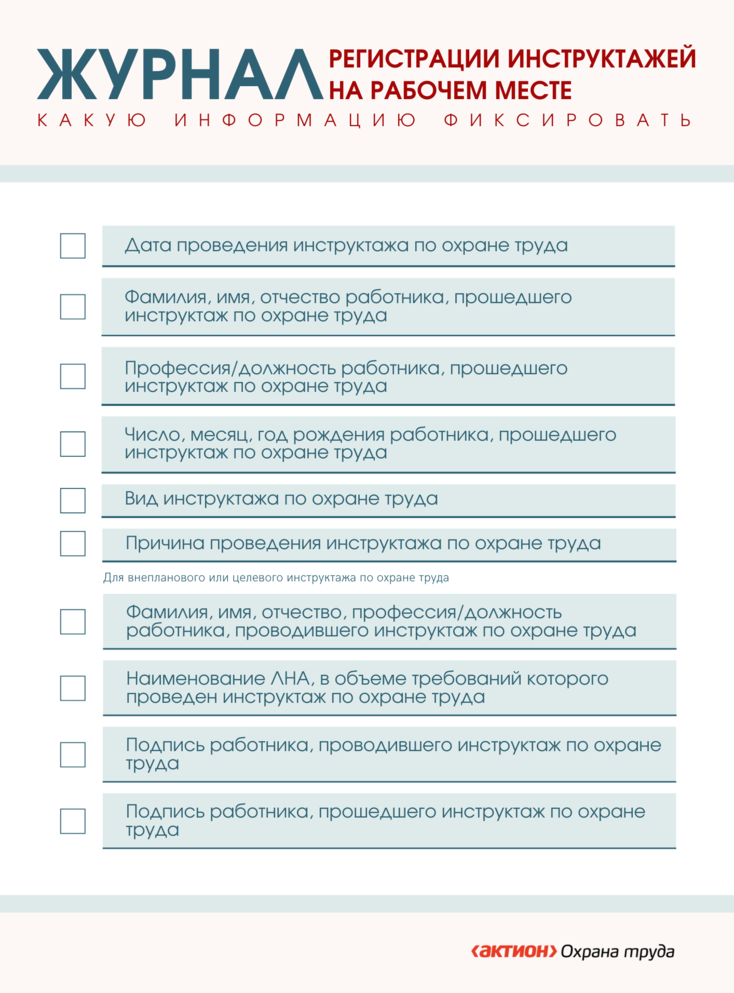 ЖУРНАЛ РЕГИСТРАЦИИ ИНСТРУКТАЖЕЙ
НА РАБОЧЕМ МЕСТЕ
КАКУЮ ИНФОРМАЦИЮ ФИКСИРОВАТЬ
Дата проведения инструктажа по охране труда
Фамилия, имя, отчество работника, прошедшего
инструктаж по охране труда
Профессия/должность работника, прошедшего
инструктаж по охране труда
Число, месяц, год рождения работника, прошедшего
инструктаж по охране труда
Вид инструктажа по охране труда
Причина проведения инструктажа по охране труда
Для внепланового или целевого инструктажа по охране труда
Фамилия, имя, отчество, профессия/должность
работника, проводившего инструктаж по охране труда
Наименование ЛНА, в объеме требований которого
проведен инструктаж по охране труда
Подпись работника, проводившего инструктаж по охране
труда
Подпись работника, прошедшего инструктаж по охране
труда
‹актион› Охрана труда